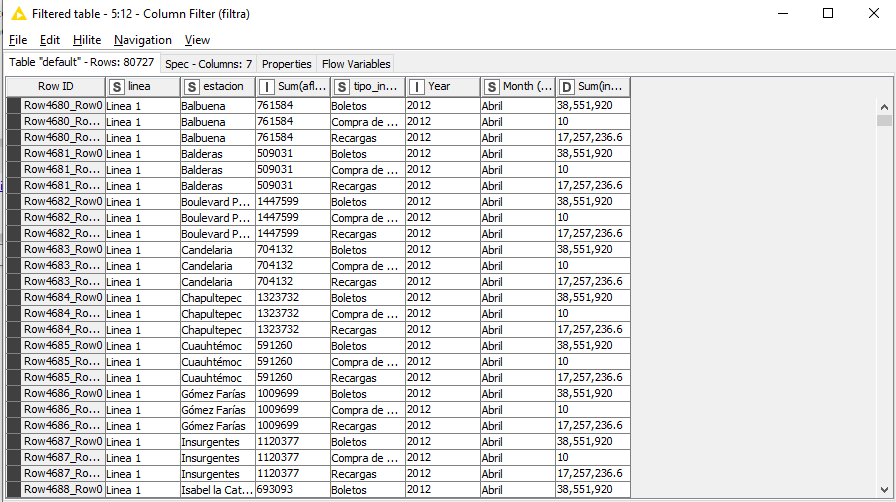 Filtered table - 5:12 - Column Filter (filtra)
File Edit Hilite Navigation View
Table "default" - Rows: 80727 Spec - Columns: 7 Properties Flow Variables
Row ID S linea S estacion I Sum(afl... S tipo_in... I Year S Month (... D Sum(in...
Row4680_Row0 Linea 1 Balbuena 761584 Boletos 2012 Abril 38,551,920
Row4680_Ro... Linea 1 Balbuena 761584 Compra de ... 2012 Abril 10
Row4680_Ro... Linea 1 Balbuena 761584 Recargas 2012 Abril 17,257,236.6
Row4681_Row0 Linea 1 Balderas 509031 Boletos 2012 Abril 38,551,920
Row4681_Ro... Linea 1 Balderas 509031 Compra de ... 2012 Abril 10
Row4681_Ro... Linea 1 Balderas 509031 Recargas 2012 Abril 17,257,236.6
Row4682_Row0 Linea 1 Boulevard P... 1447599 Boletos 2012 Abril 38,551,920
Row4682_Ro... Linea 1 Boulevard P... 1447599 Compra de ... 2012 Abril 10
Row4682_Ro... Linea 1 Boulevard P... 1447599 Recargas 2012 Abril 17,257,236.6
Row4683_Row0 Linea 1 Candelaria 704132 Boletos 2012 Abril 38,551,920
Row4683_Ro... Linea 1 Candelaria 704132 Compra de ... 2012 Abril 10
Row4683_Ro... Linea 1 Candelaria 704132 Recargas 2012 Abril 17,257,236.6
Row4684_Row0 Linea 1 Chapultepec 1323732 Boletos 2012 Abril 38,551,920
Row4684_Ro... Linea 1 Chapultepec 1323732 Compra de ... 2012 Abril 10
Row4684_Ro... Linea 1 Chapultepec 1323732 Recargas 2012 Abril 17,257,236.6
Row4685_Row0 Linea 1 Cuauhtémoc 591260 Boletos 2012 Abril 38,551,920
Row4685_Ro... Linea 1 Cuauhtémoc 591260 Compra de ... 2012 Abril 10
Row4685_Ro... Linea 1 Cuauhtémoc 591260 Recargas 2012 Abril 17,257,236.6
Row4686_Row0 Linea 1 Gómez Farías 1009699 Boletos 2012 Abril 38,551,920
Row4686_Ro... Linea 1 Gómez Farías 1009699 Compra de ... 2012 Abril 10
Row4686_Ro... Linea 1 Gómez Farías 1009699 Recargas 2012 Abril 17,257,236.6
Row4687_Row0 Linea 1 Insurgentes 1120377 Boletos 2012 Abril 38,551,920
Row4687_Ro... Linea 1 Insurgentes 1120377 Compra de ... 2012 Abril 10
Row4687_Ro... Linea 1 Insurgentes 1120377 Recargas 2012 Abril 17,257,236.6
Row4688_Row0 Linea 1 Isabel la Cat... 693093 Boletos 2012 Abril 38,551,920